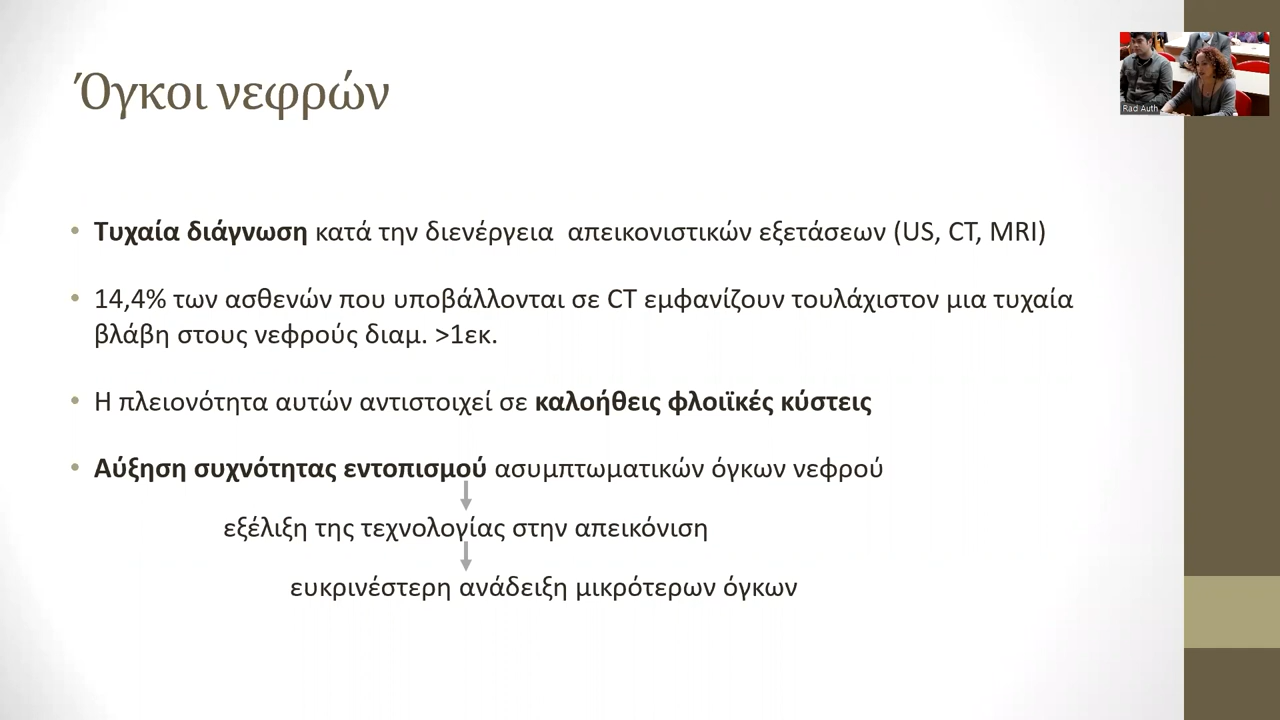 Όγκοι νεφρών
Rad Auth
• Τυχαία διάγνωση κατά την διενέργεια απεικονιστικών εξετάσεων (US, CT, MRI)
• 14,4% των ασθενών που υποβάλλονται σε CT εμφανίζουν τουλάχιστον μια τυχαία
βλάβη στους νεφρούς διαμ. >1εκ.
• Η πλειονότητα αυτών αντιστοιχεί σε καλοήθεις φλοιϊκές κύστεις
• Αύξηση συχνότητας εντοπισμού ασυμπτωματικών όγκων νεφρού
εξέλιξη της τεχνολογίας στην απεικόνιση
ευκρινέστερη ανάδειξη μικρότερων όγκων